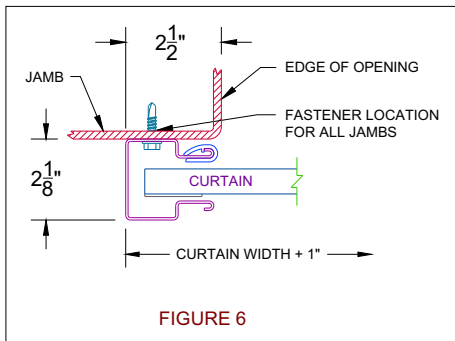 2 1/2"
JAMB
EDGE OF OPENING
FASTENER LOCATION
FOR ALL JAMBS
2 1/8"
CURTAIN
CURTAIN WIDTH + 1"
FIGURE 6